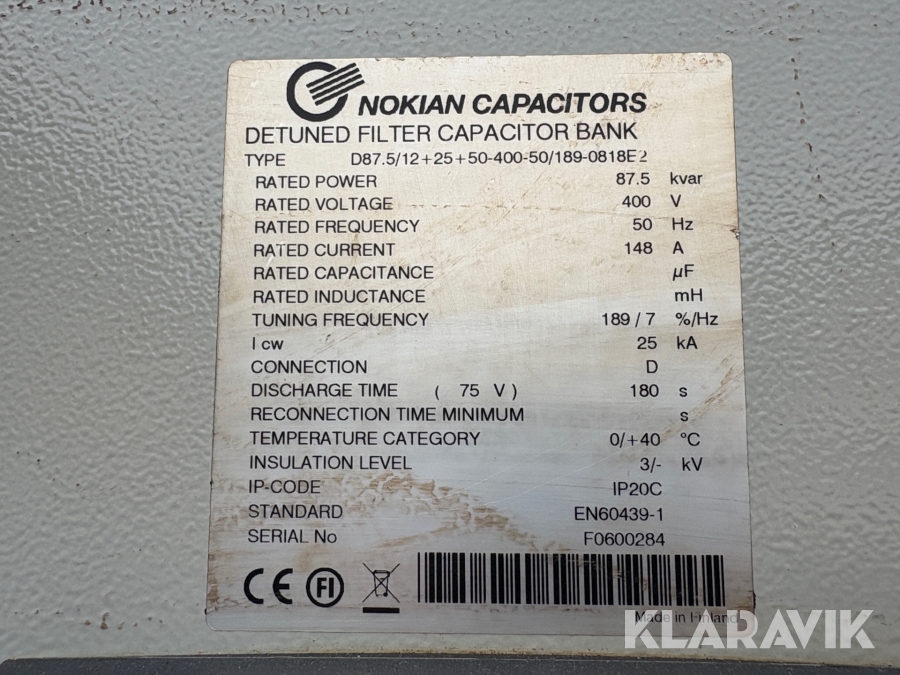 NOKIAN CAPACITORS
DETUNED FILTER CAPACITOR BANK
TYPE D87.5/12+25+50-400-50/189-0818E2
RATED POWER 87.5 kvar
RATED VOLTAGE 400 V
RATED FREQUENCY 50 Hz
RATED CURRENT 148 A
RATED CAPACITANCE µF
RATED INDUCTANCE mH
TUNING FREQUENCY 189 / 7 %/Hz
I cw 25 kA
CONNECTION D
DISCHARGE TIME ( 75 V ) 180 s
RECONNECTION TIME MINIMUM s
TEMPERATURE CATEGORY 0/+40 °C
INSULATION LEVEL 3/- kV
IP-CODE IP20C
STANDARD EN60439-1
SERIAL No F0600284
CE FI
Made in Finland
KLARAVIK